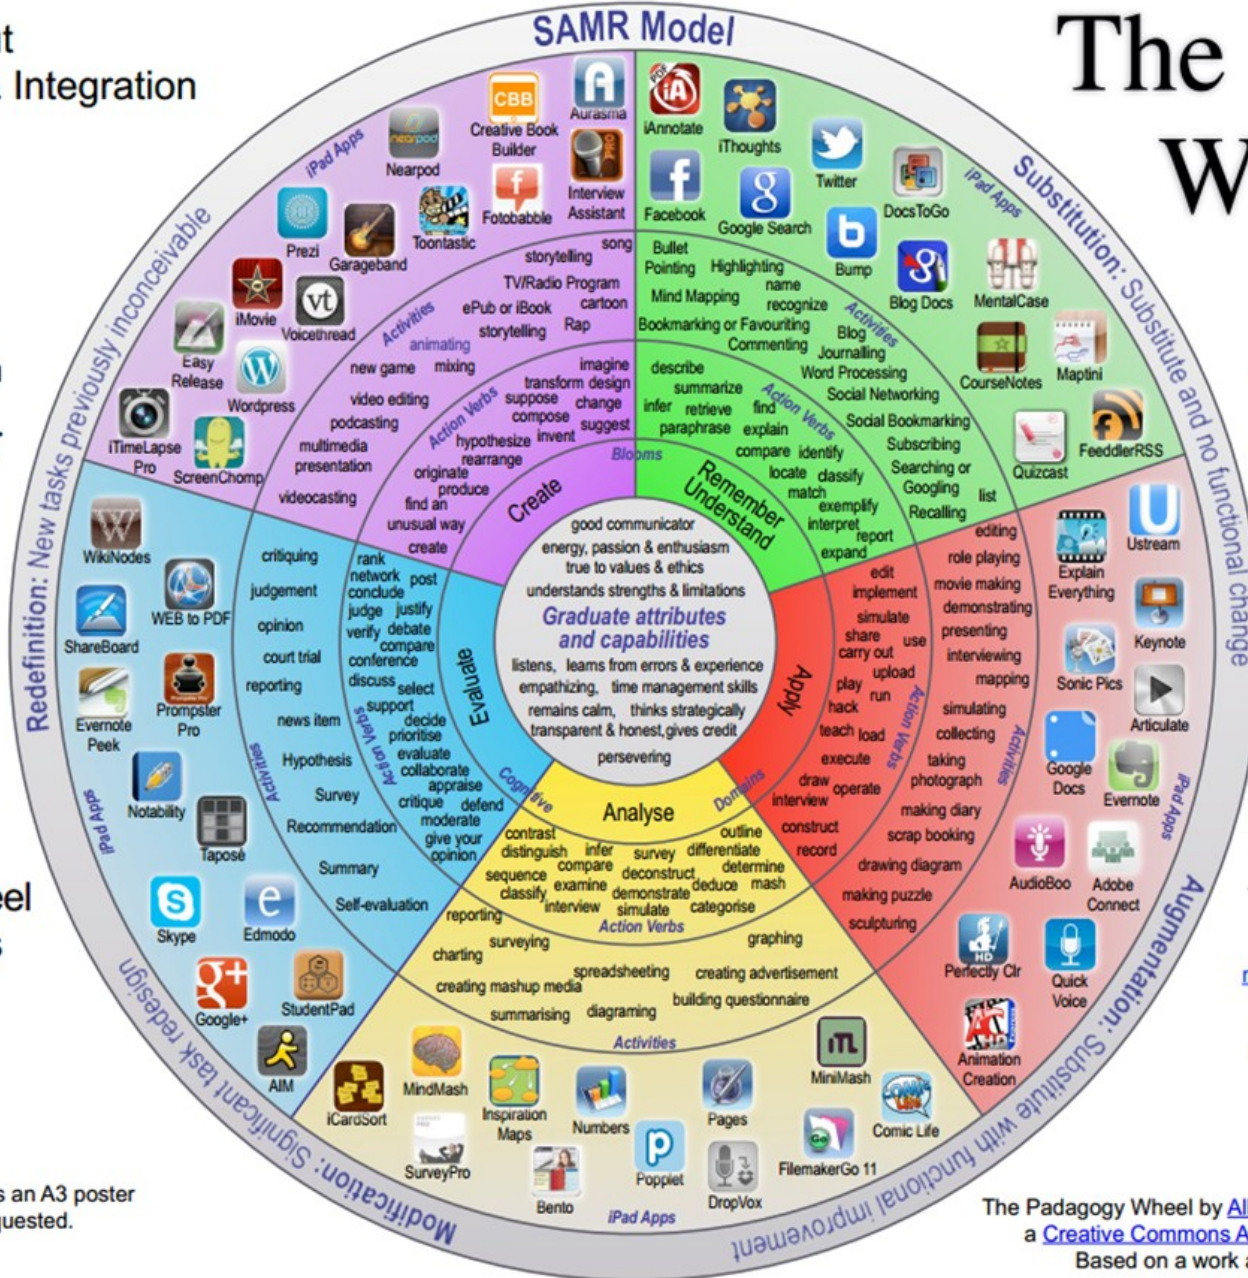 t
Integration
The
W
SAMR Model
Substitution: Substitute and no functional change
Augmentation: Substitute with functional improvement
Modification: Significant task redesign
Redefinition: New tasks previously inconceivable
good communicator
energy, passion & enthusiasm
true to values & ethics
understands strengths & limitations
Graduate attributes
and capabilities
listens, learns from errors & experience
empathizing, time management skills
remains calm, thinks strategically
transparent & honest,gives credit
persevering
Blooms
Cognitive
Domains
Remember
Understand
Action Verbs
describe
summarize
infer retrieve find
paraphrase explain
compare identify
locate classify
match
exemplify
interpret
report
expand
Activities
Bullet
Pointing Highlighting
name
Mind Mapping recognize
Bookmarking or Favouriting
Blog
Commenting
Journalling
Word Processing
Social Networking
Social Bookmarking
Subscribing
Searching or
Googling
list
Recalling
iPad Apps
PDF
iA
iAnnotate
iThoughts
Twitter
DocsToGo
f
Facebook
g
Google Search
b
Bump
Blog Docs
MentalCase
CourseNotes
Maptini
Quizcast
FeeddlerRSS
Apply
Action Verbs
edit
implement
simulate
share use
carry out
upload
play run
hack
teach load
execute
draw operate
interview
construct
record
Activities
editing
role playing
movie making
demonstrating
presenting
interviewing
mapping
simulating
collecting
taking
photograph
making diary
scrap booking
drawing diagram
making puzzle
sculpturing
iPad Apps
Explain
Everything
U
Ustream
Keynote
Sonic Pics
Articulate
Google
Docs
Evernote
AudioBoo
Adobe
Connect
HD
Perfectly Clr
Quick
Voice
Animation
Creation
Analyse
contrast outline
distinguish infer survey differentiate
compare determine
sequence deconstruct
classify examine demonstrate deduce mash
interview simulate categorise
Action Verbs
reporting
surveying graphing
charting
spreadsheeting creating advertisement
creating mashup media
building questionnaire
summarising diagraming
Activities
iCardSort
MindMash
Inspiration
Maps
Numbers
Pages
MiniMash
Comic Life
SurveyPro
Bento
p
Popplet
DropVox
Go
FilemakerGo 11
iPad Apps
Evaluate
Action Verbs
rank
network post
conclude
judge justify
verify debate
compare
conference
discuss select
support
decide
prioritise
evaluate
collaborate
appraise
critique defend
moderate
give your
opinion
Activities
critiquing
judgement
opinion
court trial
reporting
news item
Hypothesis
Survey
Recommendation
Summary
Self-evaluation
iPad Apps
W
WikiNodes
WEB to PDF
ShareBoard
Evernote
Peek
Prompster
Pro
Notability
Taposé
S
Skype
e
Edmodo
g+
Google+
StudentPad
AIM
Create
Action Verbs
imagine
transform design
suppose change
compose
suggest
hypothesize invent
rearrange
originate
produce
find an
unusual way
create
Activities
song
storytelling
TV/Radio Program
ePub or iBook cartoon
storytelling Rap
animating
new game mixing
video editing
podcasting
multimedia
presentation
videocasting
iPad Apps
nearpod
Nearpod
CBB
Creative Book
Builder
A
Aurasma
PRO
Interview
Assistant
f
Fotobabble
Toontastic
Prezi
Garageband
iMovie
vt
Voicethread
Easy
Release
W
Wordpress
iTimeLapse
Pro
ScreenChomp
s an A3 poster
uested.
The Padagogy Wheel by
a Creative Commons A
Based on a work a